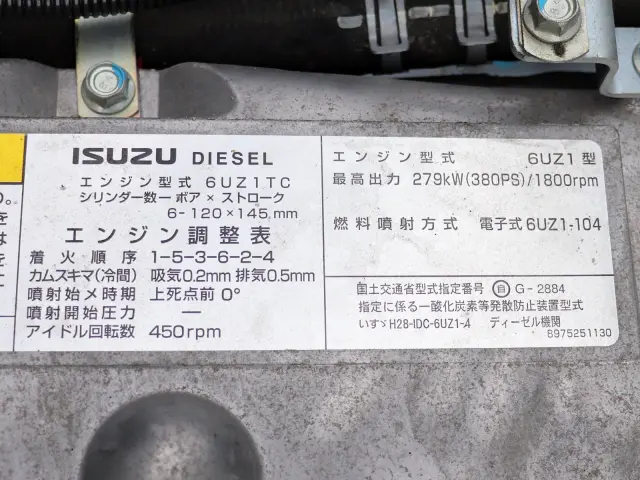 ISUZU DIESEL
エンジン型式 6UZ1TC
シリンダー数ー ボア × ストローク
6-120×145.mm
エンジン調整表
着火順序 1-5-3-6-2-4
カムスキマ(冷間) 吸気0.2mm 排気0.5mm
噴射始メ時期 上死点前 0°
噴射開始圧力 ー
アイドル回転数 450rpm
エンジン型式 6UZ1型
最高出力 279kW(380PS)/1800rpm
燃料噴射方式 電子式6UZ1-104
国土交通省型式指定番号 自 G-2884
指定に係る一酸化炭素等発散防止装置型式
いすゞH28-IDC-6UZ1-4 ディーゼル機関
8975251130